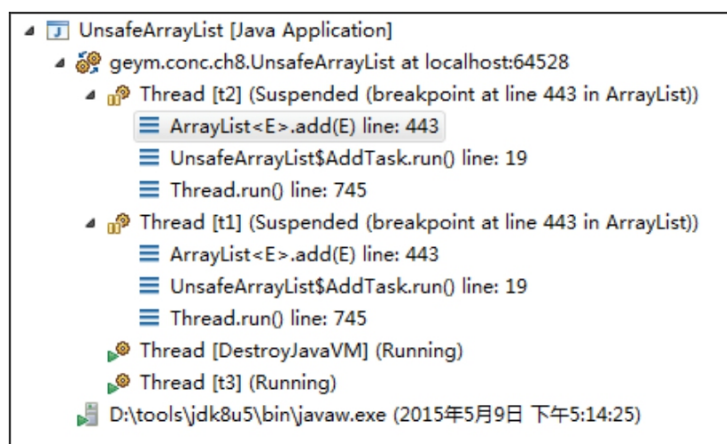 UnsafeArrayList [Java Application]
geym.conc.ch8.UnsafeArrayList at localhost:64528
Thread [t2] (Suspended (breakpoint at line 443 in ArrayList))
ArrayList<E>.add(E) line: 443
UnsafeArrayList$AddTask.run() line: 19
Thread.run() line: 745
Thread [t1] (Suspended (breakpoint at line 443 in ArrayList))
ArrayList<E>.add(E) line: 443
UnsafeArrayList$AddTask.run() line: 19
Thread.run() line: 745
Thread [DestroyJavaVM] (Running)
Thread [t3] (Running)
D:\tools\jdk8u5\bin\javaw.exe (2015年5月9日 下午5:14:25)